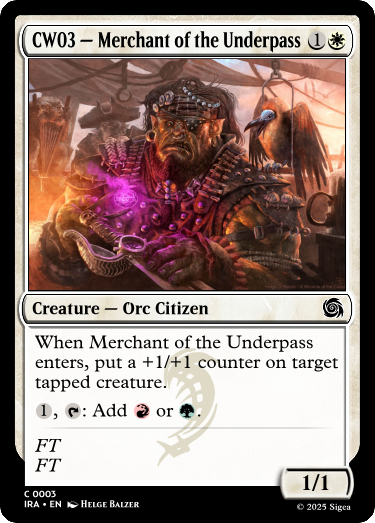 CW03 — Merchant of the Underpass 1
Creature — Orc Citizen
When Merchant of the Underpass
enters, put a +1/+1 counter on target
tapped creature.
1, : Add or .
FT
FT
1/1
C 0003
IRA • EN Helge Balzer
© 2025 Sigea